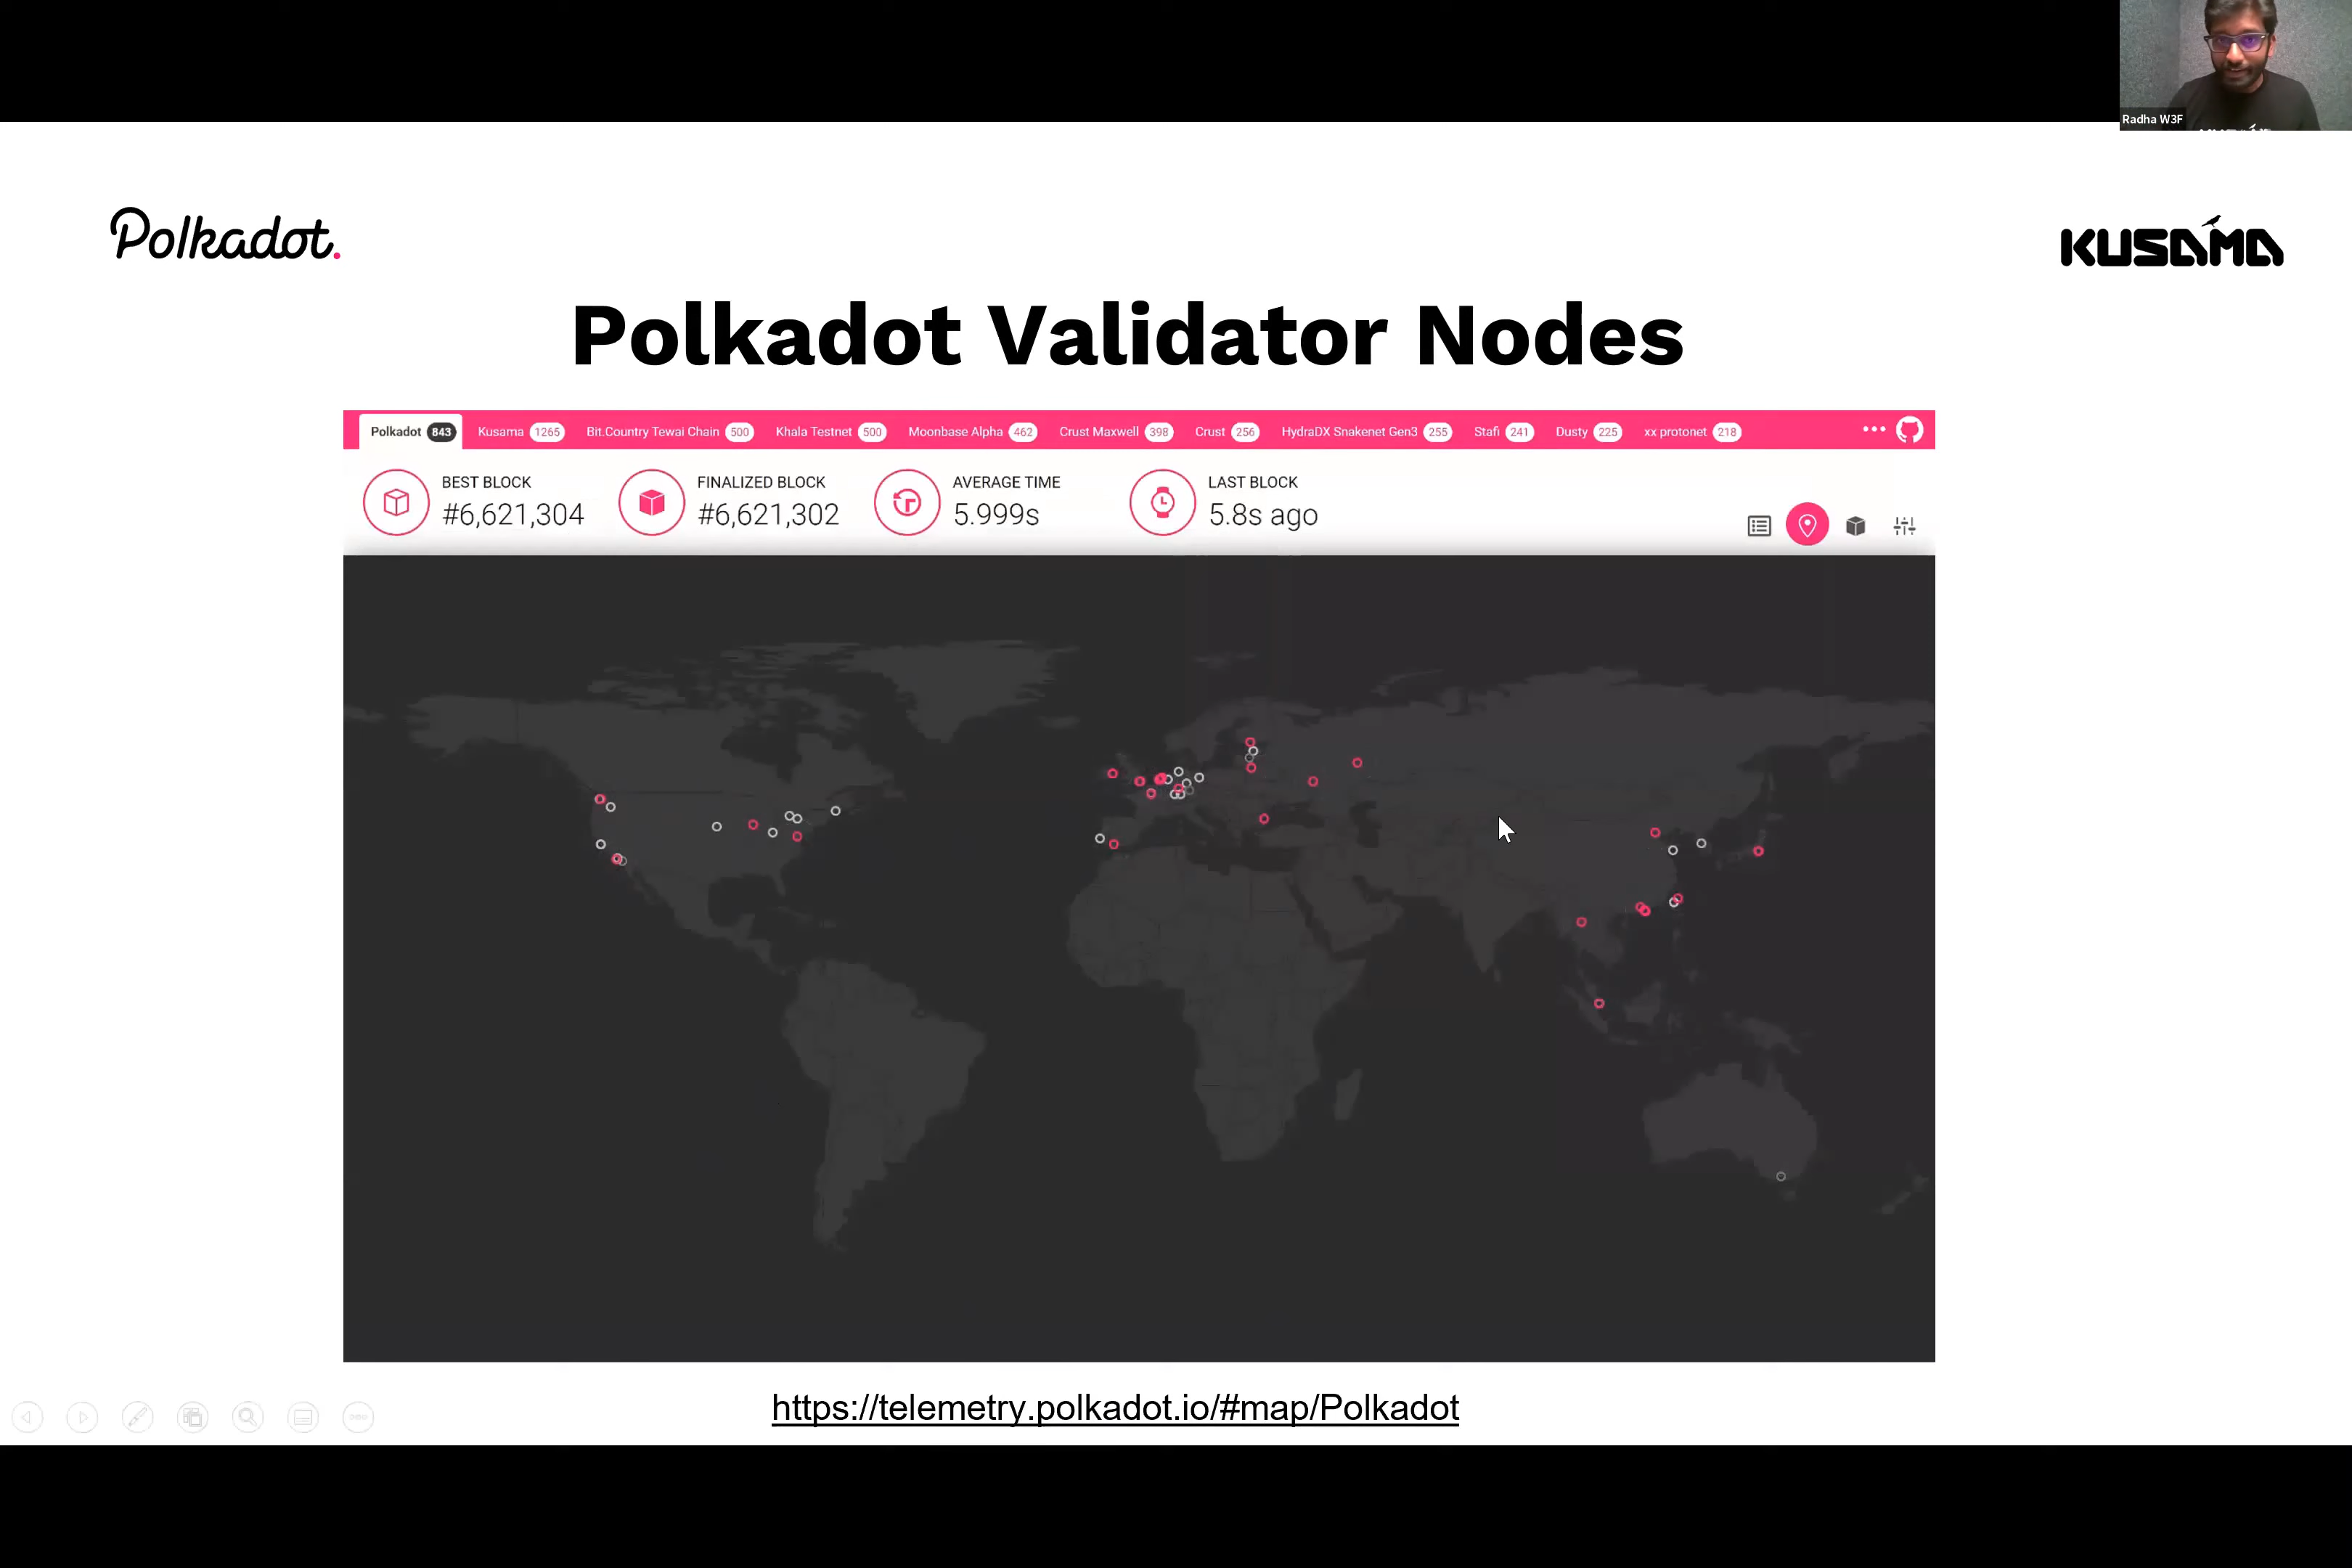 Radha W3F
Polkadot.
KUSAMA
Polkadot Validator Nodes
Polkadot 843 Kusama 1265 Bit.Country Tewai Chain 500 Khala Testnet 500 Moonbase Alpha 462 Crust Maxwell 398 Crust 256 HydraDX Snakenet Gen3 255 Stafi 241 Dusty 225 xx protonet 218
BEST BLOCK
#6,621,304
FINALIZED BLOCK
#6,621,302
AVERAGE TIME
5.999s
LAST BLOCK
5.8s ago
https://telemetry.polkadot.io/#map/Polkadot